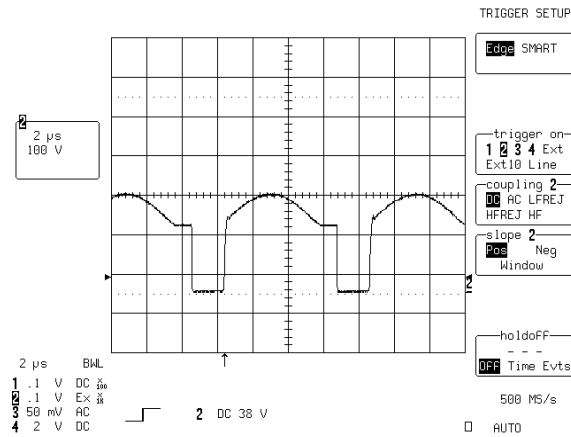 TRIGGER SETUP
Edge SMART
2
2 µs
100 V
trigger on
1 2 3 4 Ext
Ext10 Line
coupling 2
DC AC LFREJ
HFREJ HF
slope 2
Pos Neg
Window
2
holdoff
- - -
OFF Time Evts
2 µs BWL
1 .1 V DC
2 .1 V Ex
3 50 mV AC
4 2 V DC
2 DC 38 V
500 MS/s
AUTO